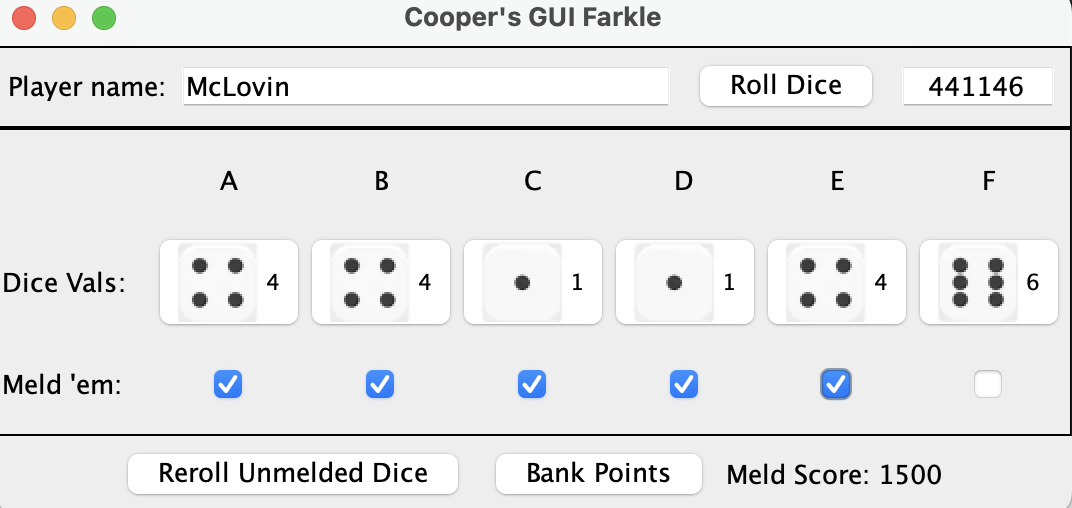 Cooper's GUI Farkle
Player name: McLovin Roll Dice 441146
A B C D E F
Dice Vals: 4 4 1 1 4 6
Meld 'em:
Reroll Unmelded Dice Bank Points Meld Score: 1500